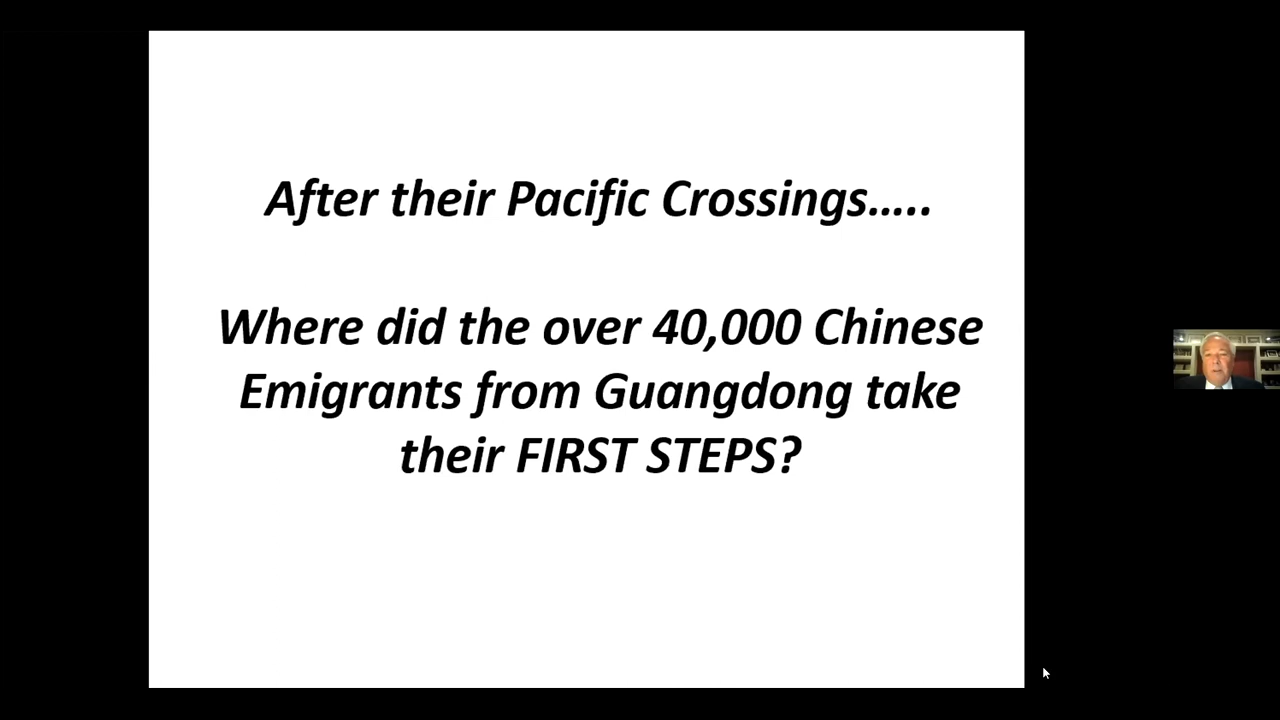 After their Pacific Crossings.....
Where did the over 40,000 Chinese
Emigrants from Guangdong take
their FIRST STEPS?